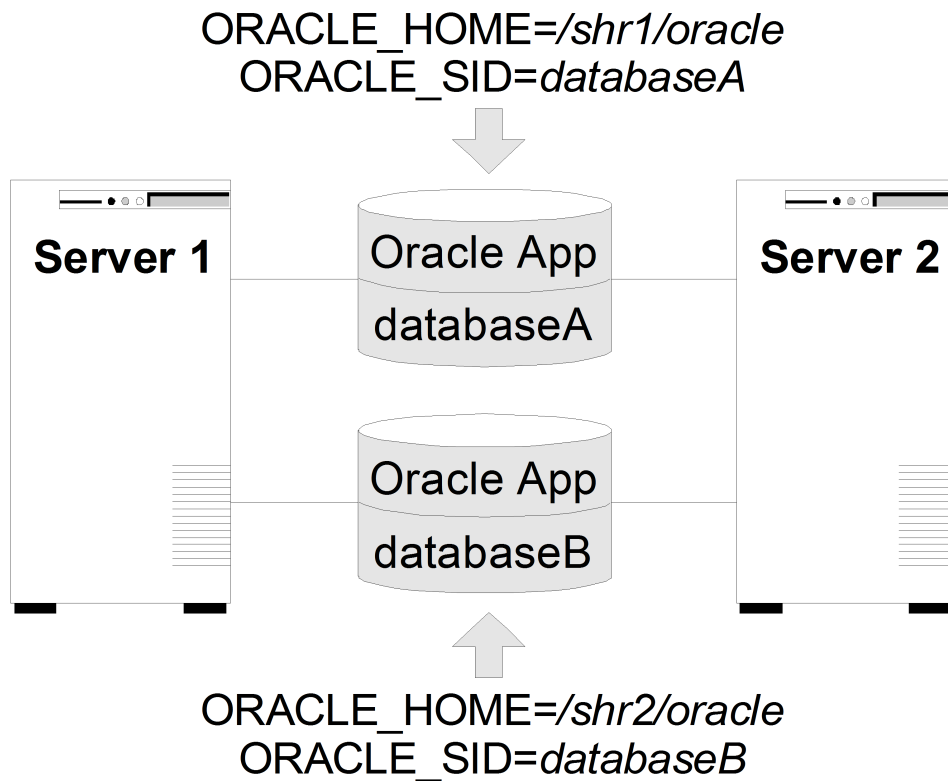 ORACLE_HOME=/shr1/oracle
ORACLE_SID=databaseA
Server 1
Oracle App
databaseA
Server 2
Oracle App
databaseB
ORACLE_HOME=/shr2/oracle
ORACLE_SID=databaseB